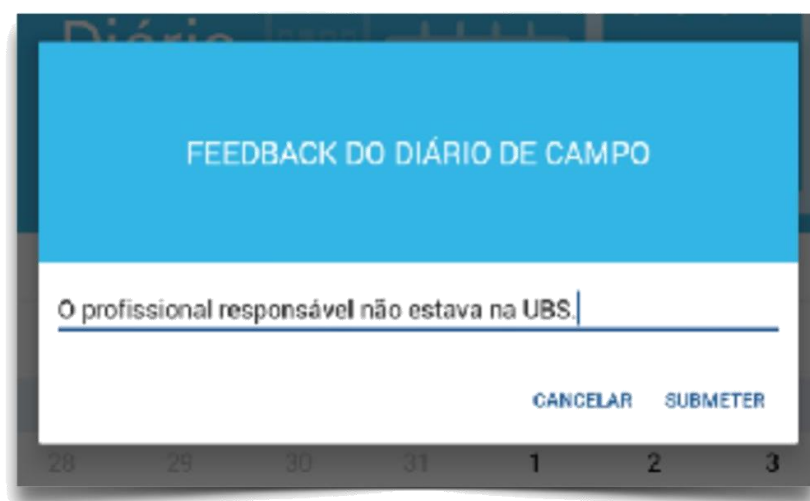 Diário
FEEDBACK DO DIÁRIO DE CAMPO
O profissional responsável não estava na UBS.
CANCELAR SUBMETER
28 29 30 31 1 2 3